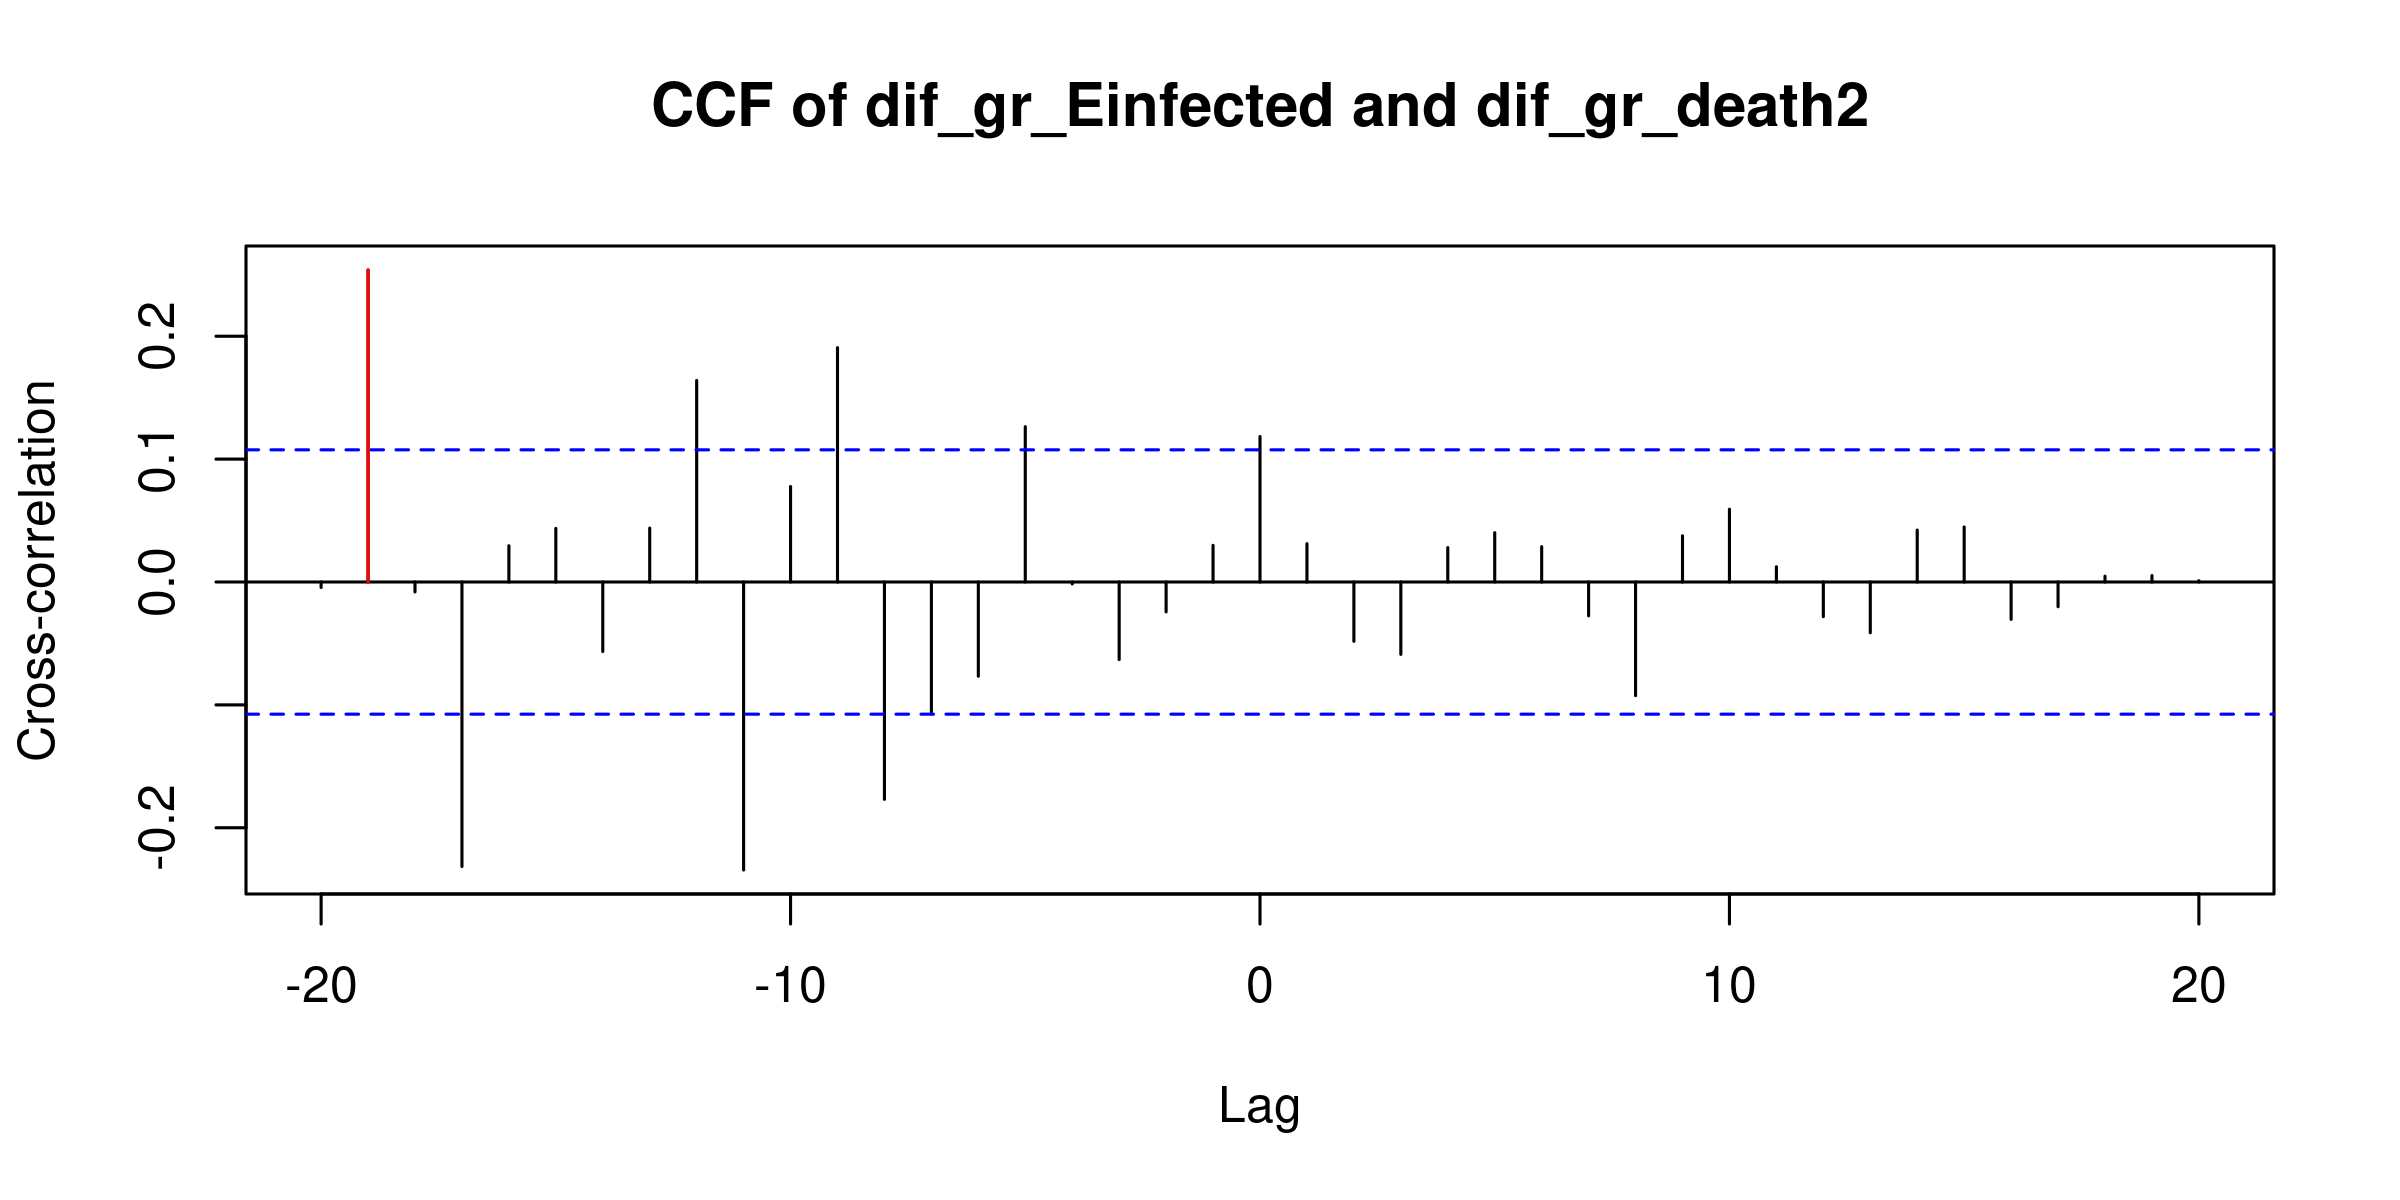 CCF of dif_gr_Einfected and dif_gr_death2
Cross-correlation
0.2
0.1
0.0
-0.2
-20 -10 0 10 20
Lag